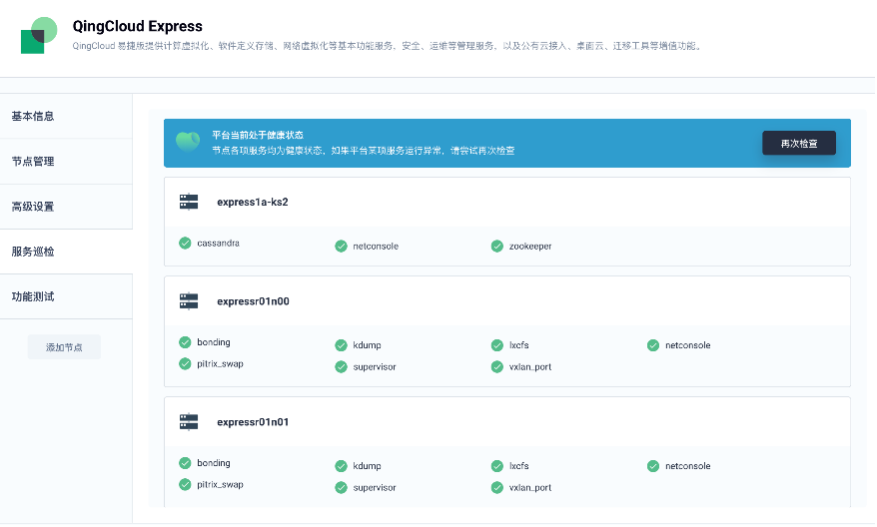 QingCloud Express
QingCloud 易捷版提供计算虚拟化、软件定义存储、网络虚拟化等基本功能服务、安全、运维等管理服务、以及公有云接入、桌面云、迁移工具等增值功能。
基本信息
节点管理
高级设置
服务巡检
功能测试
添加节点
平台当前处于健康状态
节点各项服务均为健康状态，如集平台某项服务运行异常，请尝试再次检查
再次检查
express1a-ks2
cassandra netconsole zookeeper
expressr01n00
bonding kdump lxcfs netconsole
pitrix_swap supervisor vxlan_port
expressr01n01
bonding kdump lxcfs netconsole
pitrix_swap supervisor vxlan_port